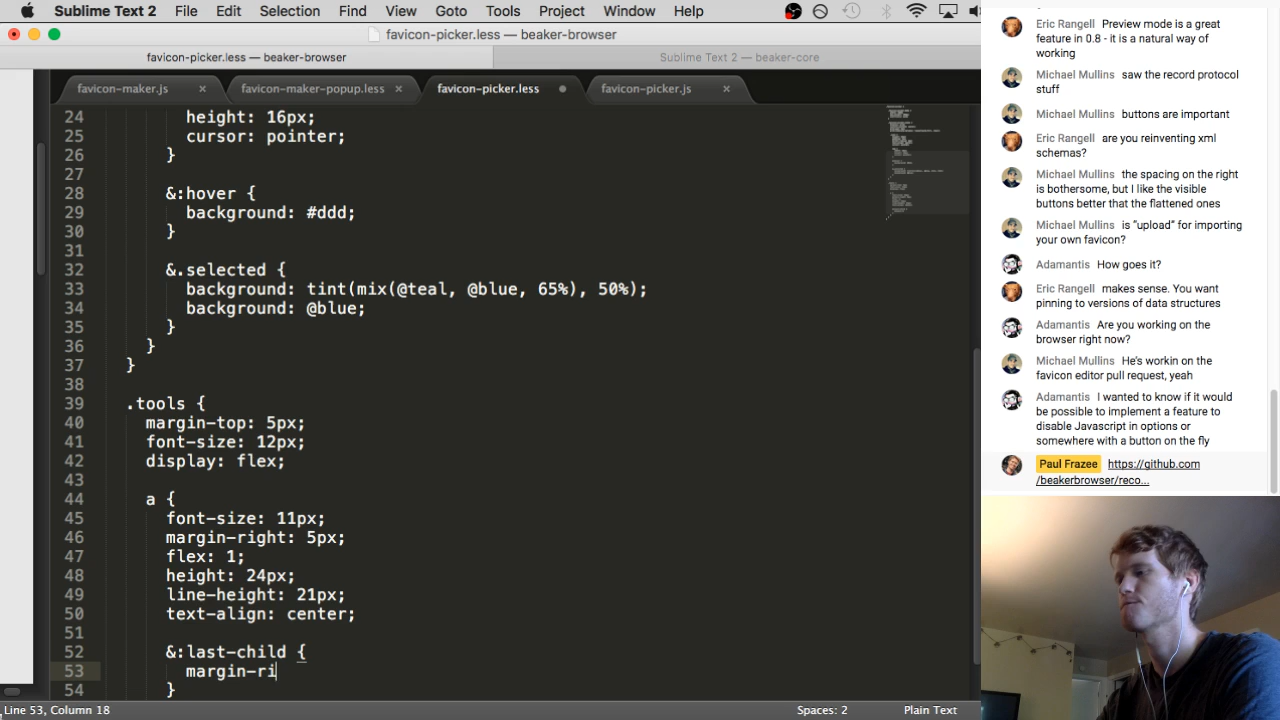 Sublime Text 2 File Edit Selection Find View Goto Tools Project Window Help
favicon-picker.less — beaker-browser
favicon-picker.less — beaker-browser
Sublime Text 2 — beaker-core
favicon-maker.js
favicon-maker-popup.less
favicon-picker.less
favicon-picker.js
24 height: 16px;
25 cursor: pointer;
26 }
27
28 &:hover {
29 background: #ddd;
30 }
31
32 &.selected {
33 background: tint(mix(@teal, @blue, 65%), 50%);
34 background: @blue;
35 }
36 }
37 }
38
39 .tools {
40 margin-top: 5px;
41 font-size: 12px;
42 display: flex;
43
44 a {
45 font-size: 11px;
46 margin-right: 5px;
47 flex: 1;
48 height: 24px;
49 line-height: 21px;
50 text-align: center;
51
52 &:last-child {
53 margin-ri
54 }
Line 53, Column 18
Spaces: 2
Plain Text
Eric Rangell Preview mode is a great
feature in 0.8 - it is a natural way of
working
Michael Mullins saw the record protocol
stuff
Michael Mullins buttons are important
Eric Rangell are you reinventing xml
schemas?
Michael Mullins the spacing on the right
is bothersome, but I like the visible
buttons better that the flattened ones
Michael Mullins is "upload" for importing
your own favicon?
Adamantis How goes it?
Eric Rangell makes sense. You want
pinning to versions of data structures
Adamantis Are you working on the
browser right now?
Michael Mullins He's workin on the
favicon editor pull request, yeah
Adamantis I wanted to know if it would
be possible to implement a feature to
disable Javascript in options or
somewhere with a button on the fly
Paul Frazee https://github.com
/beakerbrowser/reco...